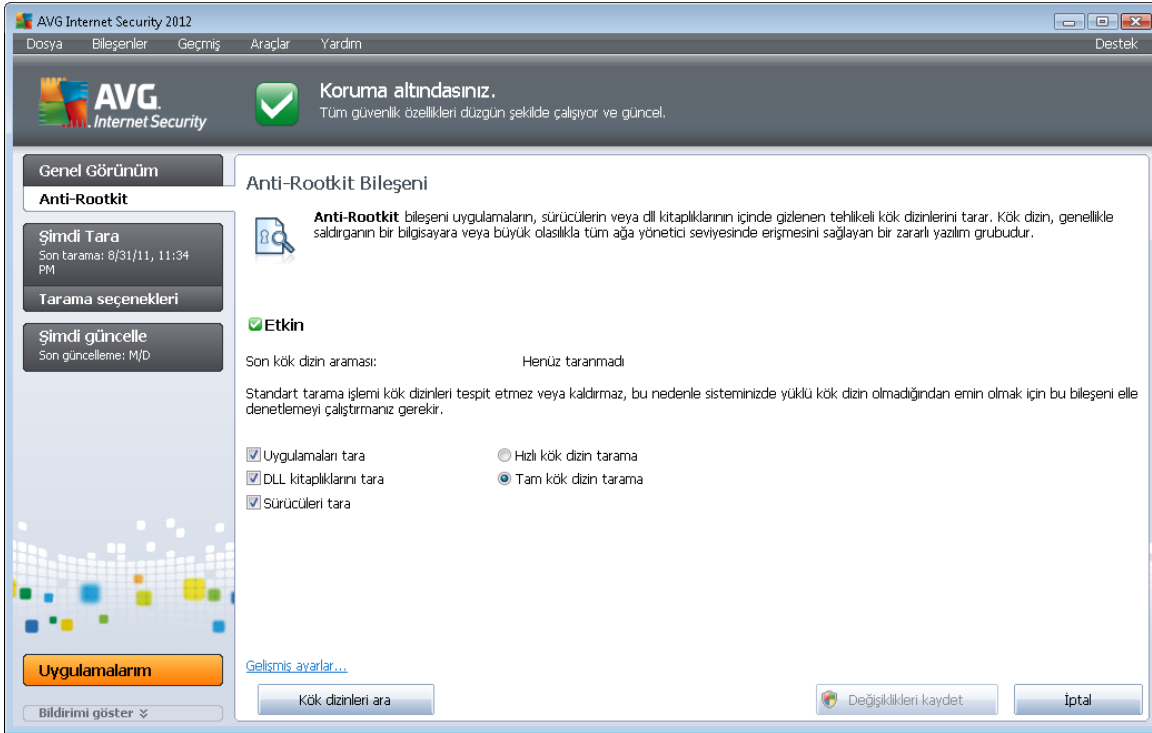 AVG Internet Security 2012
Dosya Bileşenler Geçmiş Araçlar Yardım Destek
AVG.
Internet Security
Koruma altındasınız.
Tüm güvenlik özellikleri düzgün şekilde çalışıyor ve güncel.
Genel Görünüm
Anti-Rootkit
Şimdi Tara
Son tarama: 8/31/11, 11:34
PM
Tarama seçenekleri
Şimdi güncelle
Son güncelleme: M/D
Uygulamalarım
Bildirimi göster
Anti-Rootkit Bileşeni
Anti-Rootkit bileşeni uygulamaların, sürücülerin veya dll kitaplıklarının içinde gizlenen tehlikeli kök dizinlerini tarar. Kök dizin, genellikle
saldırganın bir bilgisayara veya büyük olasılıkla tüm ağa yönetici seviyesinde erişmesini sağlayan bir zararlı yazılım grubudur.
Etkin
Son kök dizin araması: Henüz taranmadı
Standart tarama işlemi kök dizinleri tespit etmez veya kaldırmaz, bu nedenle sisteminizde yüklü kök dizin olmadığından emin olmak için bu bileşeni elle
denetlemeyi çalıştırmanız gerekir.
Uygulamaları tara Hızlı kök dizin tarama
DLL kitaplıklarını tara Tam kök dizin tarama
Sürücüleri tara
Gelişmiş ayarlar...
Kök dizinleri ara Değişiklikleri kaydet İptal